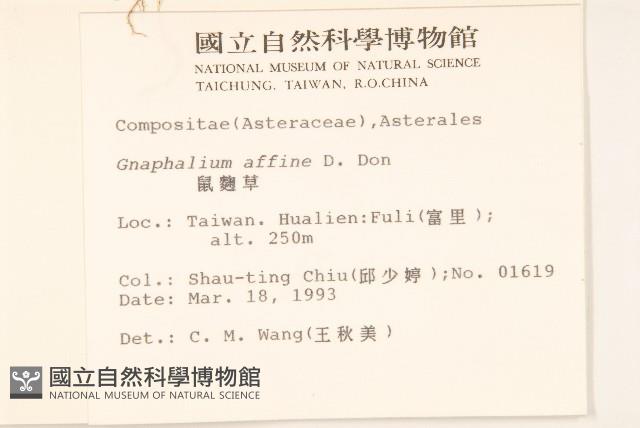 國立自然科學博物館
NATIONAL MUSEUM OF NATURAL SCIENCE
TAICHUNG. TAIWAN, R.O.CHINA
Compositae(Asteraceae),Asterales
Gnaphalium affine D. Don
鼠麴草
Loc.: Taiwan. Hualien:Fuli(富里);
alt. 250m
Col.: Shau-ting Chiu(邱少婷);No. 01619
Date: Mar. 18, 1993
Det.: C. M. Wang(王秋美)
國立自然科學博物館
NATIONAL MUSEUM OF NATURAL SCIENCE